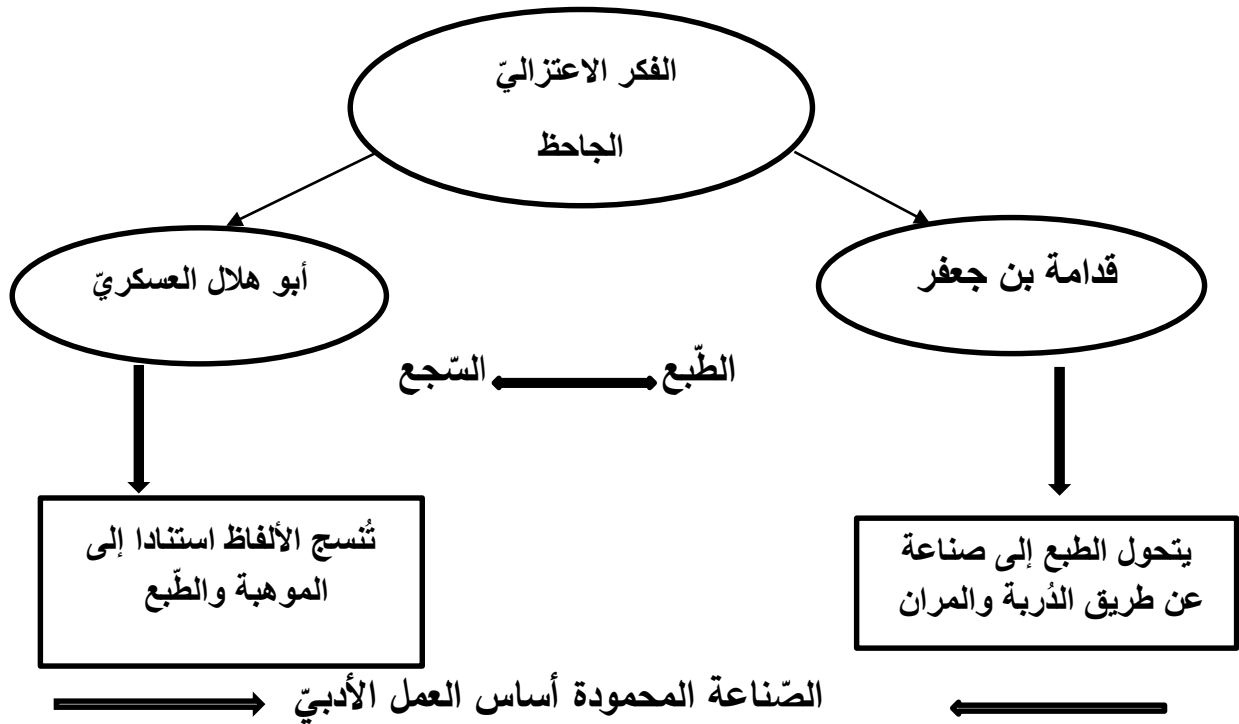 الفكر الاعتزاليّ
الجاحظ
قدامة بن جعفر
أبو هلال العسكريّ
الطّبع
السّجع
يتحول الطبع إلى صناعة
عن طريق الدُربة والمران
تُنسج الألفاظ استنادا إلى
الموهبة والطّبع
الصّناعة المحمودة أساس العمل الأدبيّ